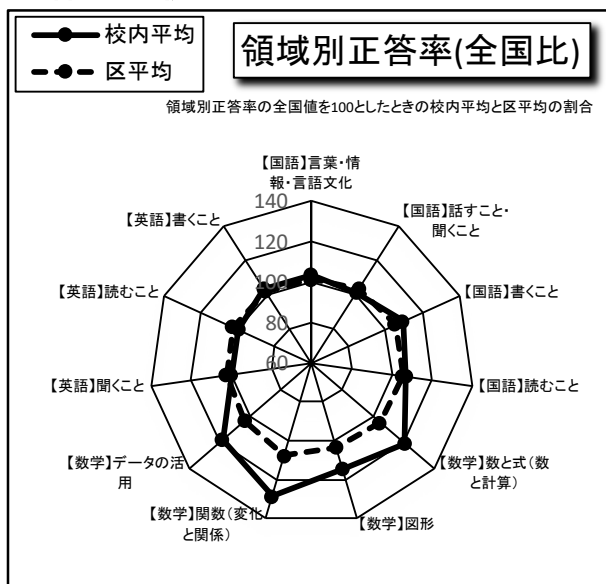 校内平均
区平均
領域別正答率(全国比)
領域別正答率の全国値を100としたときの校内平均と区平均の割合
【国語】言葉・情
報・言語文化
【国語】話すこと・
聞くこと
【国語】書くこと
【国語】読むこと
【数学】数と式(数
と計算)
【数学】図形
【数学】関数(変化
と関係)
【数学】データの活
用
【英語】聞くこと
【英語】読むこと
【英語】書くこと
140
120
100
80
60